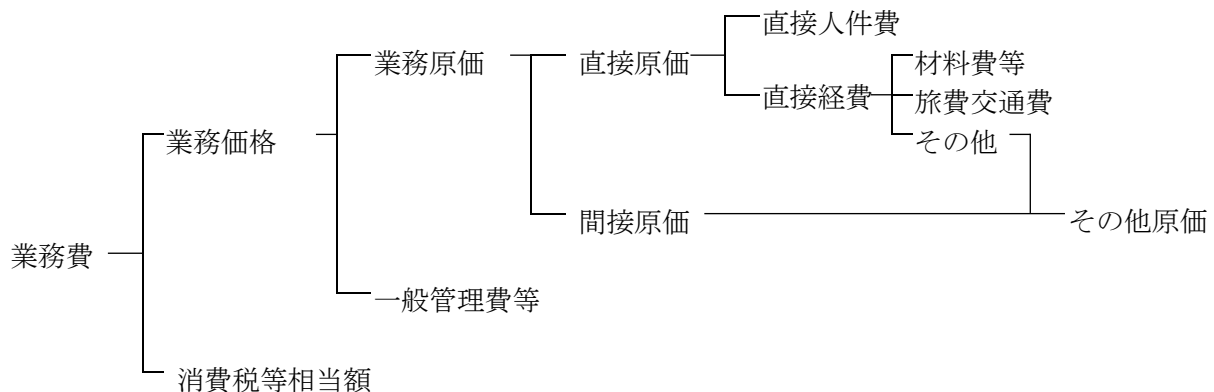 直接人件費
業務原価
直接原価
材料費等
直接経費
旅費交通費
業務価格
その他
間接原価
その他原価
業務費
一般管理費等
消費税等相当額